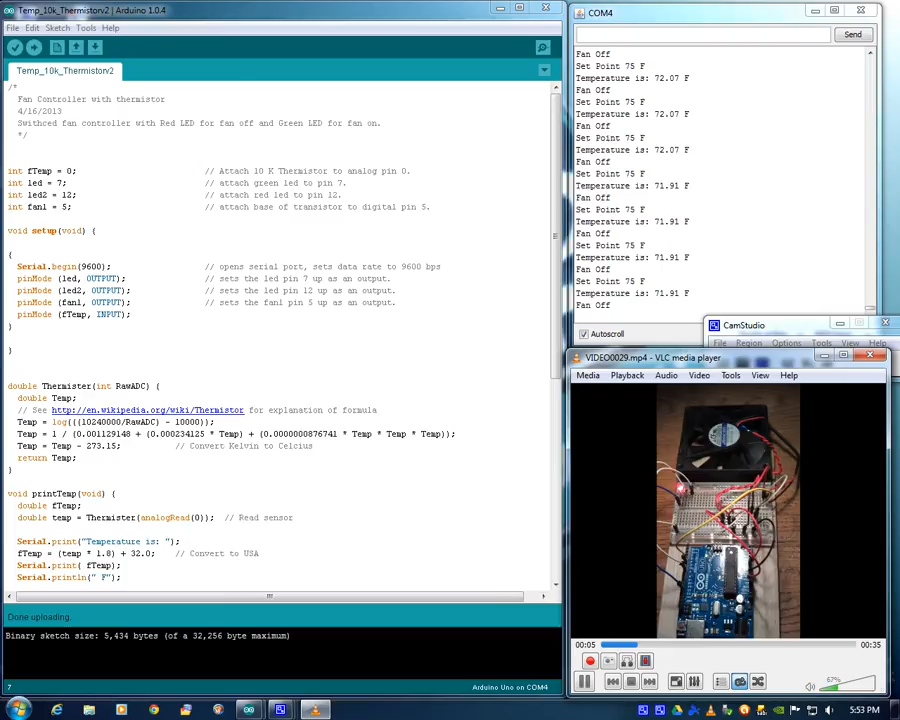 Temp_10k_Thermistorv2 | Arduino 1.0.4
File Edit Sketch Tools Help
Temp_10k_Thermistorv2
/*
Fan Controller with thermistor
4/16/2013
Swithced fan controller with Red LED for fan off and Green LED for fan on.
*/
int fTemp = 0; // Attach 10 K Thermistor to analog pin 0.
int led = 7; // attach green led to pin 7.
int led2 = 12; // attach red led to pin 12.
int fan1 = 5; // attach base of transistor to digital pin 5.
void setup(void) {
{
Serial.begin(9600); // opens serial port, sets data rate to 9600 bps
pinMode (led, OUTPUT); // sets the led pin 7 up as an output.
pinMode (led2, OUTPUT); // sets the led pin 12 up as an output.
pinMode (fan1, OUTPUT); // sets the fan1 pin 5 up as an output.
pinMode (fTemp, INPUT);
}
}
double Thermister(int RawADC) {
double Temp;
// See http://en.wikipedia.org/wiki/Thermistor for explanation of formula
Temp = log(((10240000/RawADC) - 10000));
Temp = 1 / (0.001129148 + (0.000234125 * Temp) + (0.0000000876741 * Temp * Temp * Temp));
Temp = Temp - 273.15; // Convert Kelvin to Celcius
return Temp;
}
void printTemp(void) {
double fTemp;
double temp = Thermister(analogRead(0)); // Read sensor
Serial.print("Temperature is: ");
fTemp = (temp * 1.8) + 32.0; // Convert to USA
Serial.print( fTemp);
Serial.println(" F");
Done uploading.
Binary sketch size: 5,434 bytes (of a 32,256 byte maximum)
7
Arduino Uno on COM4
COM4
Send
Fan Off
Set Point 75 F
Temperature is: 72.07 F
Fan Off
Set Point 75 F
Temperature is: 72.07 F
Fan Off
Set Point 75 F
Temperature is: 72.07 F
Fan Off
Set Point 75 F
Temperature is: 71.91 F
Fan Off
Set Point 75 F
Temperature is: 71.91 F
Fan Off
Set Point 75 F
Temperature is: 71.91 F
Fan Off
Set Point 75 F
Temperature is: 71.91 F
Fan Off
Autoscroll
CamStudio
File Region Options Tools View Help
VIDEO0029.mp4 - VLC media player
Media Playback Audio Video Tools View Help
00:05
00:35
67%
5:53 PM